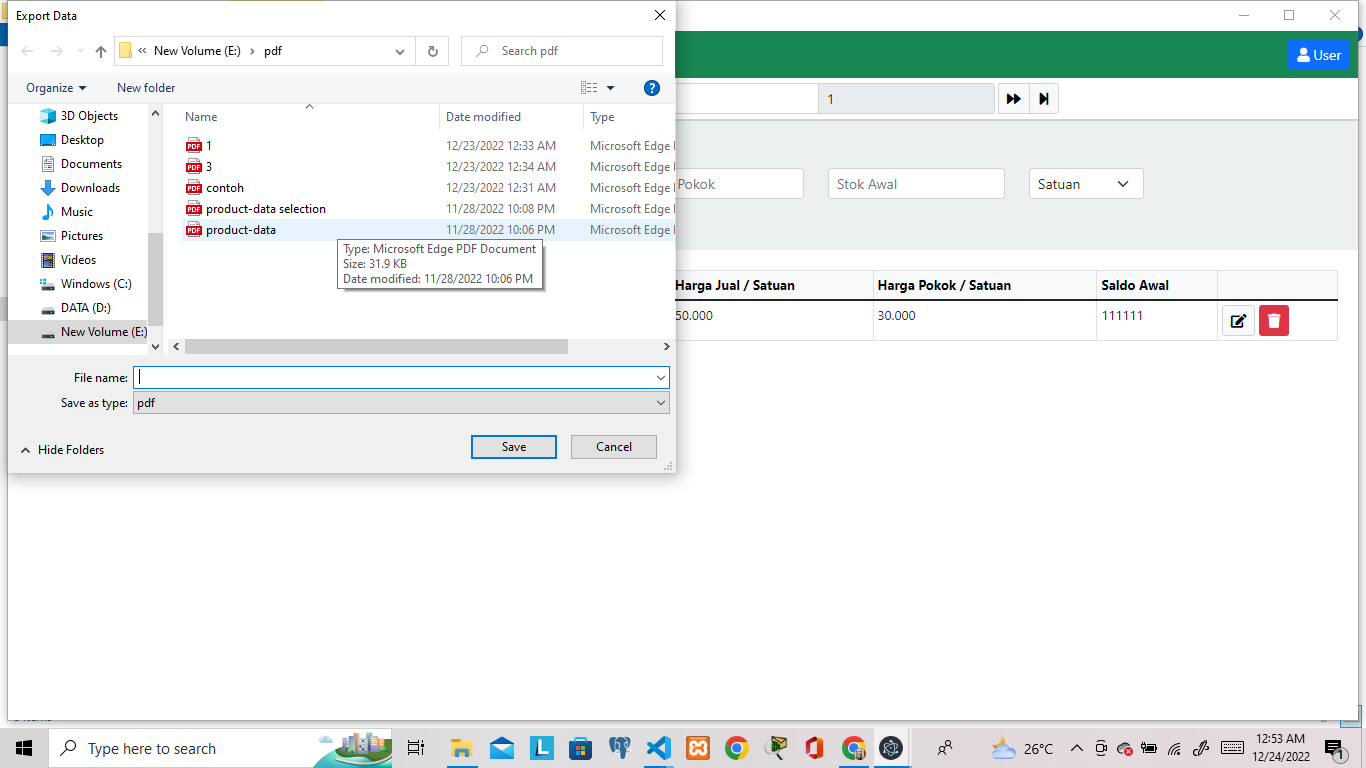 Export Data
« New Volume (E:) › pdf
Search pdf
User
Organize
New folder
1
3D Objects
Desktop
Documents
Downloads
Music
Pictures
Videos
Windows (C:)
DATA (D:)
New Volume (E:)
Name Date modified Type
1 12/23/2022 12:33 AM Microsoft Edge
3 12/23/2022 12:34 AM Microsoft Edge
contoh 12/23/2022 12:31 AM Microsoft Edge
product-data selection 11/28/2022 10:08 PM Microsoft Edge
product-data 11/28/2022 10:06 PM Microsoft Edge
Type: Microsoft Edge PDF Document
Size: 31.9 KB
Date modified: 11/28/2022 10:06 PM
Pokok
Stok Awal
Satuan
Harga Jual / Satuan Harga Pokok / Satuan Saldo Awal
50.000 30.000 111111
File name:
Save as type: pdf
Hide Folders
Save
Cancel
Type here to search
26°C
12:53 AM
12/24/2022
1